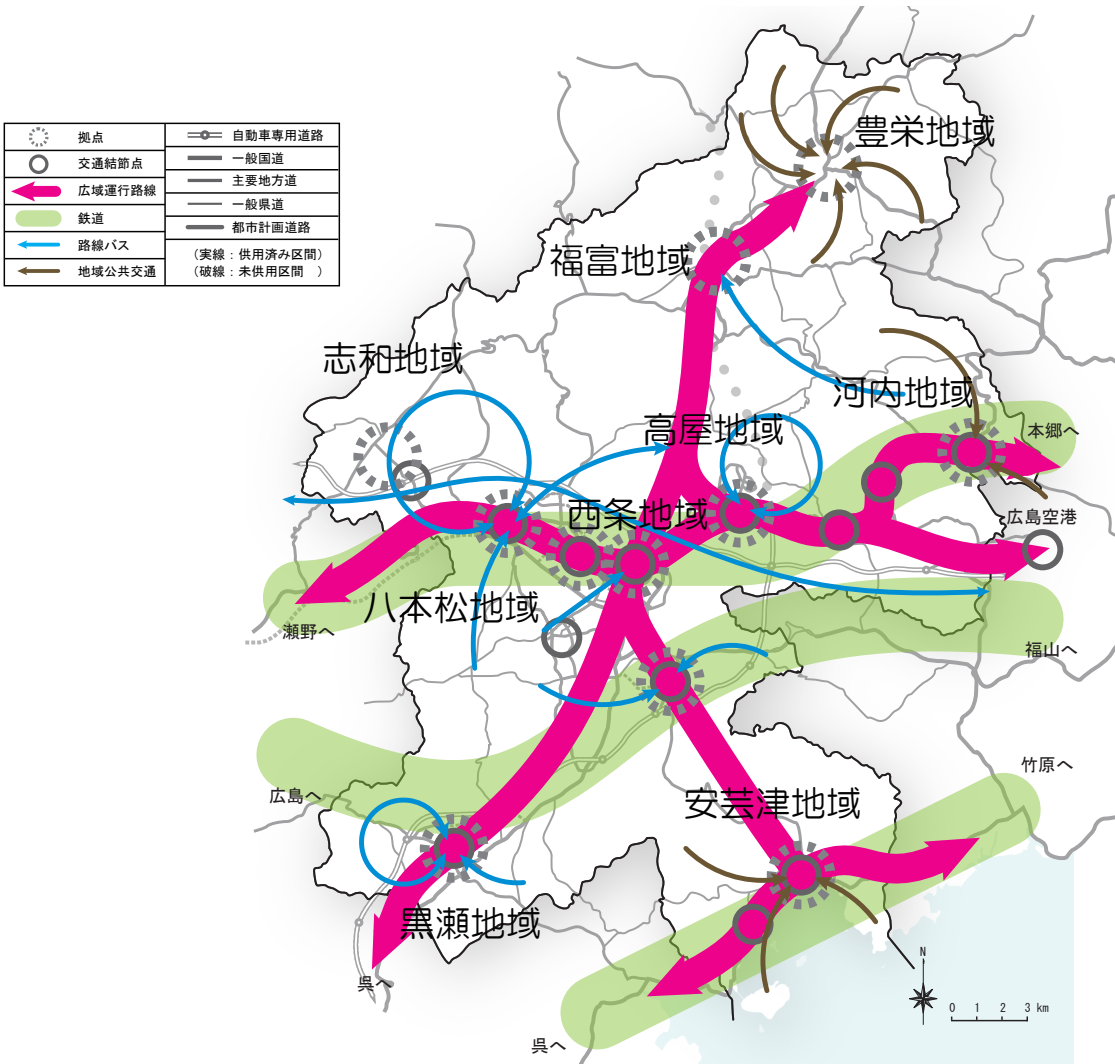 拠点
交通結節点
広域運行路線
鉄道
路線バス
地域公共交通
自動車専用道路
一般国道
主要地方道
一般県道
都市計画道路
（実線：供用済み区間）
（破線：未供用区間　）
豊栄地域
福富地域
志和地域
河内地域
高屋地域
本郷へ
西条地域
広島空港
八本松地域
瀬野へ
福山へ
竹原へ
広島へ
安芸津地域
黒瀬地域
呉へ
呉へ
N
0 1 2 3 km